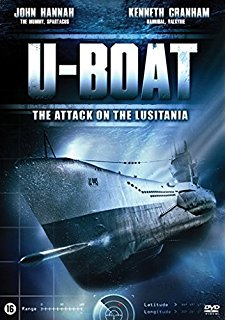 JOHN HANNAH KENNETH CRANHAM
THE MUMMY, SPARTACUS HANNIBAL, VALKYRIE
U-BOAT
THE ATTACK ON THE LUSITANIA
16
Range
Latitude
Longitude
DVD